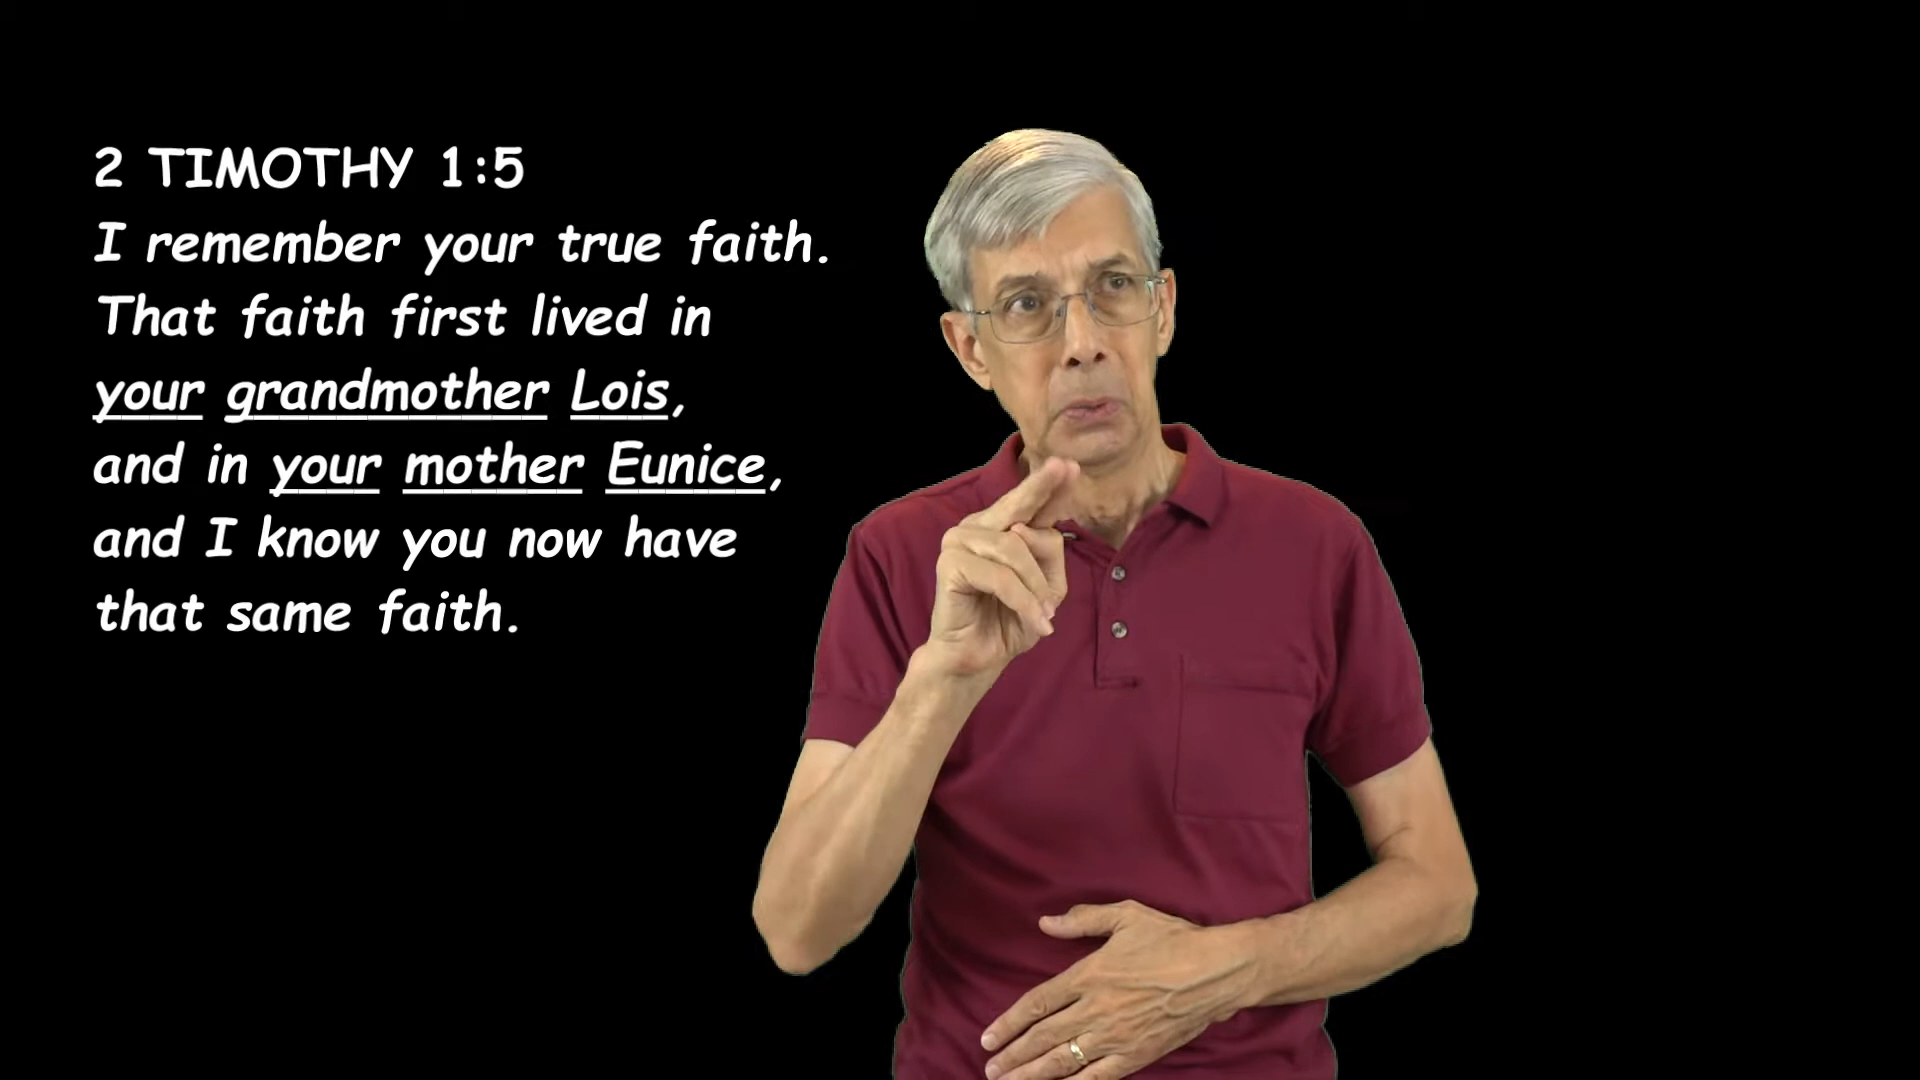 2 TIMOTHY 1:5
I remember your true faith.
That faith first lived in
your grandmother Lois,
and in your mother Eunice,
and I know you now have
that same faith.